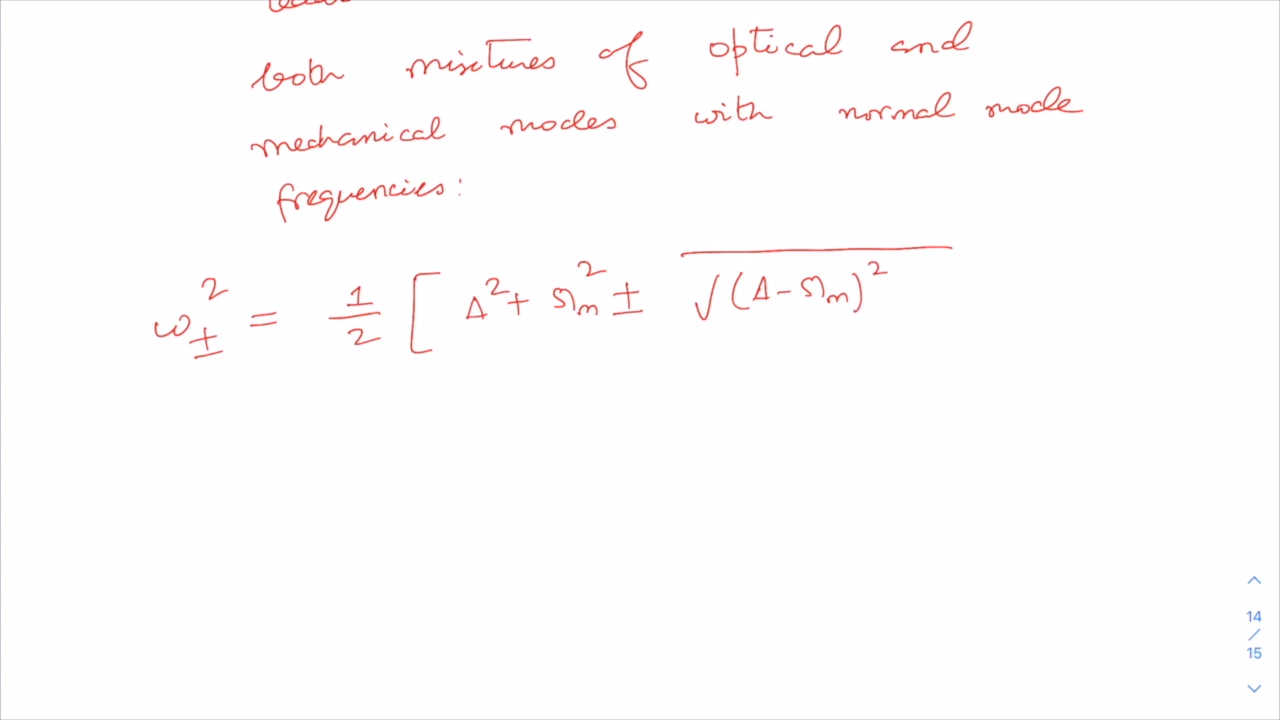 both mixtures of optical and
mechanical modes with normal mode
frequencies:
ω±² = 1/2 [ Δ² + Ωm² ± √(Δ-Ωm)²
14
/
15